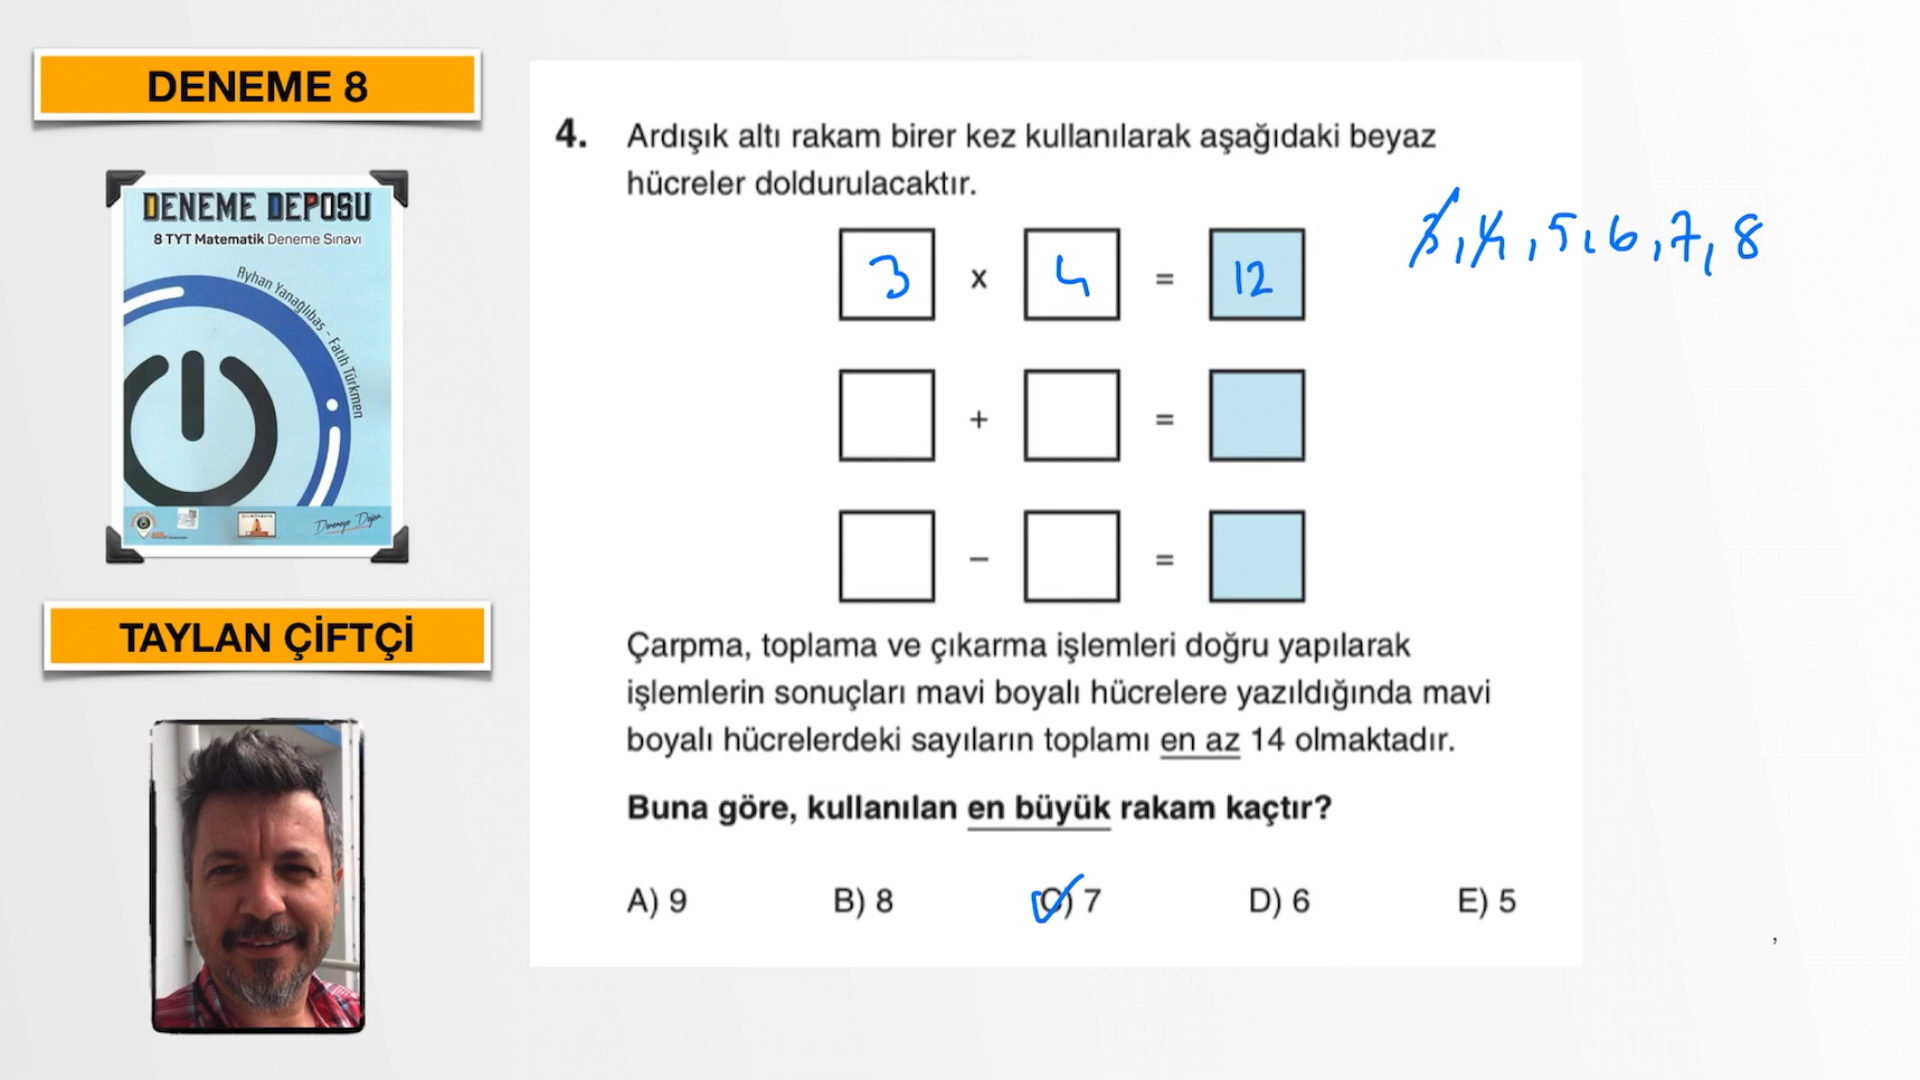 DENEME 8
DENEME DEPOSU
8 TYT Matematik Deneme Sınavı
Ayhan Yanağlıbaş - Fatih Türkmen
Denemeye Değer
TAYLAN ÇİFTÇİ
4. Ardışık altı rakam birer kez kullanılarak aşağıdaki beyaz
hücreler doldurulacaktır.
3, 4, 5, 6, 7, 8
3 x 4 = 12
+ =
− =
Çarpma, toplama ve çıkarma işlemleri doğru yapılarak
işlemlerin sonuçları mavi boyalı hücrelere yazıldığında mavi
boyalı hücrelerdeki sayıların toplamı en az 14 olmaktadır.
Buna göre, kullanılan en büyük rakam kaçtır?
A) 9 B) 8 C) 7 D) 6 E) 5
,